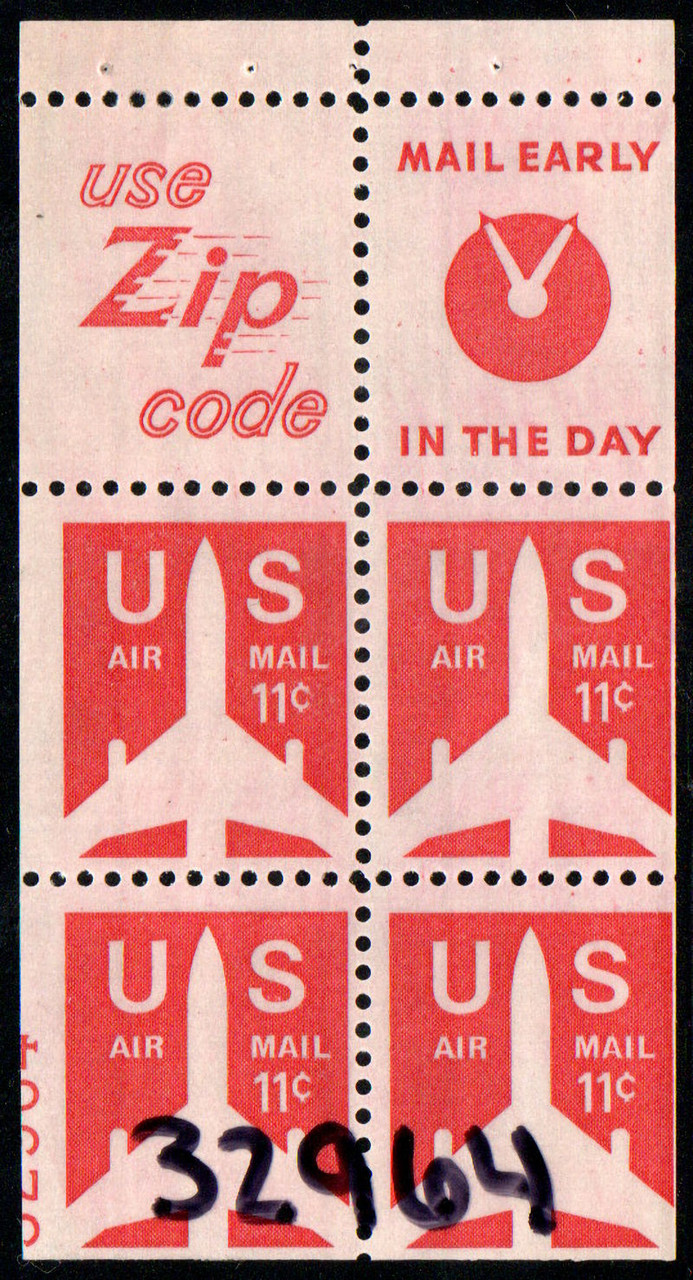 use
Zip
code
MAIL EARLY
IN THE DAY
U S
AIR MAIL
11¢
U S
AIR MAIL
11¢
U S
AIR MAIL
11¢
U S
AIR MAIL
11¢
32964
32964